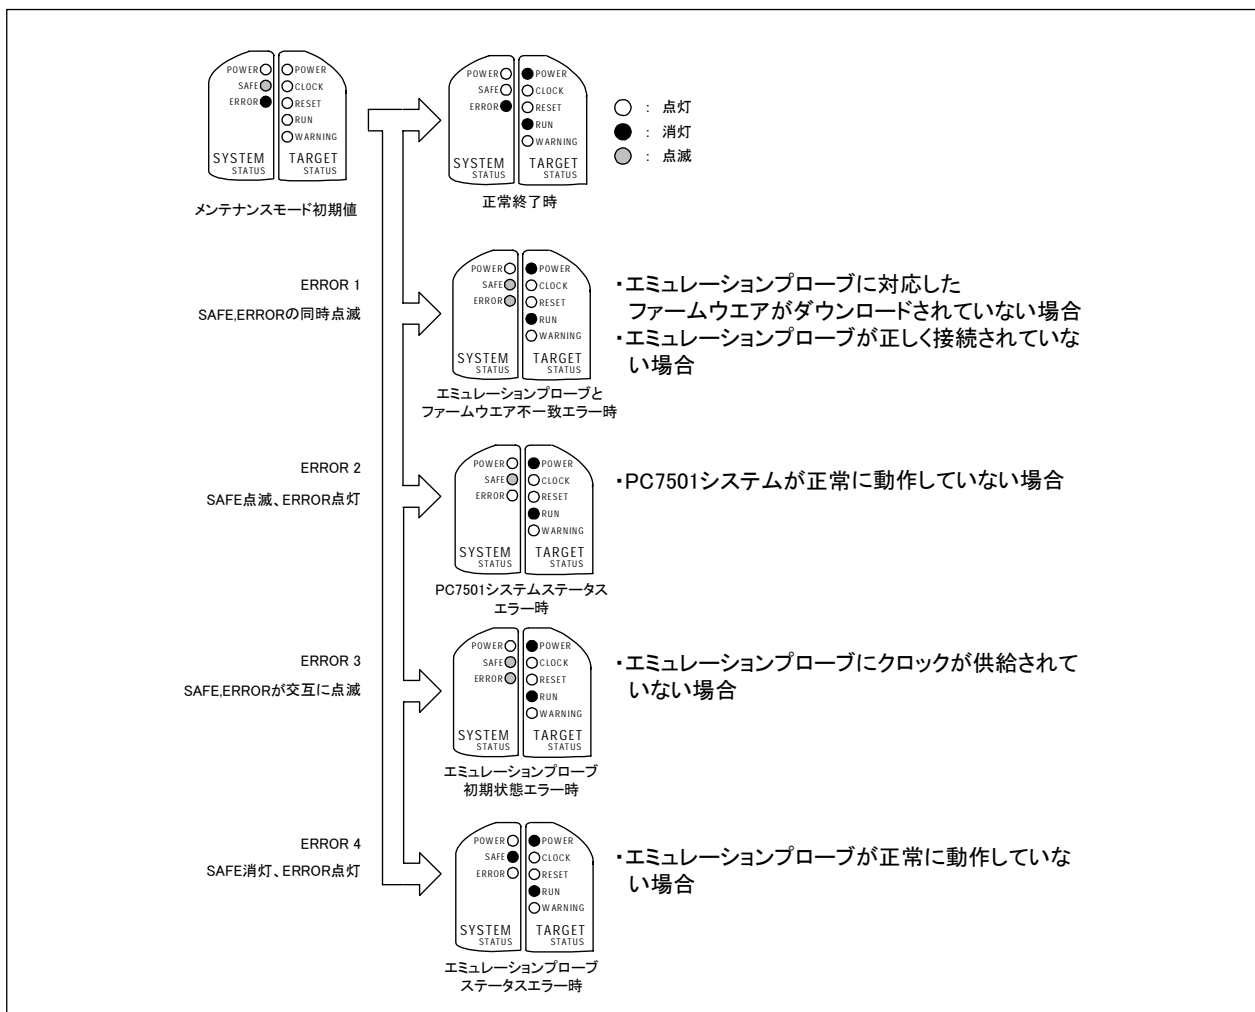 POWER
SAFE
ERROR
SYSTEM
STATUS
POWER
CLOCK
RESET
RUN
WARNING
TARGET
STATUS
メンテナンスモード初期値
POWER
SAFE
ERROR
SYSTEM
STATUS
POWER
CLOCK
RESET
RUN
WARNING
TARGET
STATUS
正常終了時
： 点灯
： 消灯
： 点滅
ERROR 1
SAFE,ERRORの同時点滅
POWER
SAFE
ERROR
SYSTEM
STATUS
POWER
CLOCK
RESET
RUN
WARNING
TARGET
STATUS
エミュレーションプローブと
ファームウエア不一致エラー時
・エミュレーションプローブに対応した
ファームウエアがダウンロードされていない場合
・エミュレーションプローブが正しく接続されていな
い場合
ERROR 2
SAFE点滅、ERROR点灯
POWER
SAFE
ERROR
SYSTEM
STATUS
POWER
CLOCK
RESET
RUN
WARNING
TARGET
STATUS
PC7501システムステータス
エラー時
・PC7501システムが正常に動作していない場合
ERROR 3
SAFE,ERRORが交互に点滅
POWER
SAFE
ERROR
SYSTEM
STATUS
POWER
CLOCK
RESET
RUN
WARNING
TARGET
STATUS
エミュレーションプローブ
初期状態エラー時
・エミュレーションプローブにクロックが供給されて
いない場合
ERROR 4
SAFE消灯、ERROR点灯
POWER
SAFE
ERROR
SYSTEM
STATUS
POWER
CLOCK
RESET
RUN
WARNING
TARGET
STATUS
エミュレーションプローブ
ステータスエラー時
・エミュレーションプローブが正常に動作していな
い場合